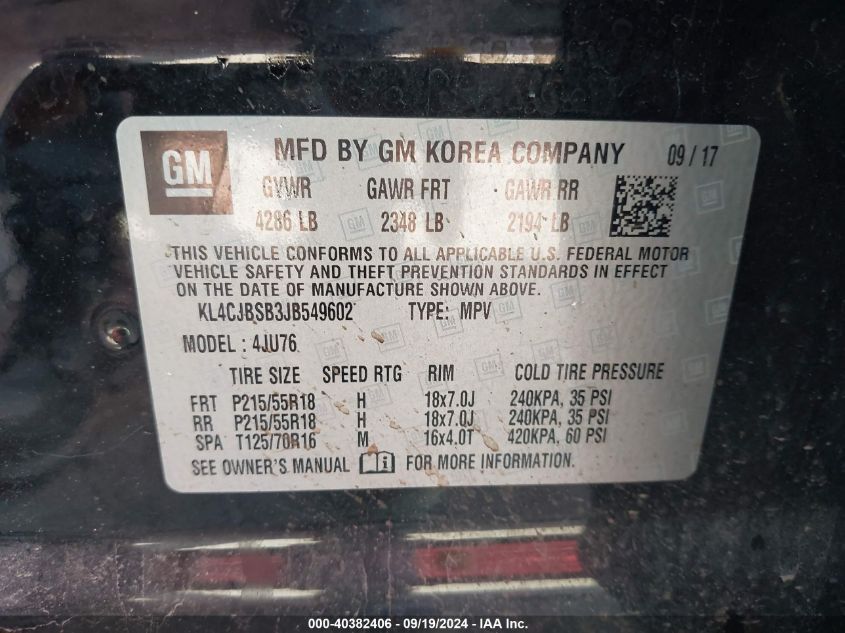 GM
MFD BY GM KOREA COMPANY 09 / 17
GVWR GAWR FRT GAWR RR
4286 LB 2348 LB 2194 LB
THIS VEHICLE CONFORMS TO ALL APPLICABLE U.S. FEDERAL MOTOR
VEHICLE SAFETY AND THEFT PREVENTION STANDARDS IN EFFECT
ON THE DATE OF MANUFACTURE SHOWN ABOVE.
KL4CJBSB3JB549602 TYPE: MPV
MODEL : 4JU76
TIRE SIZE SPEED RTG RIM COLD TIRE PRESSURE
FRT P215/55R18 H 18x7.0J 240KPA, 35 PSI
RR P215/55R18 H 18x7.0J 240KPA, 35 PSI
SPA T125/70R16 M 16x4.0T 420KPA, 60 PSI
SEE OWNER'S MANUAL FOR MORE INFORMATION.
000-40382406 - 09/19/2024 - IAA Inc.